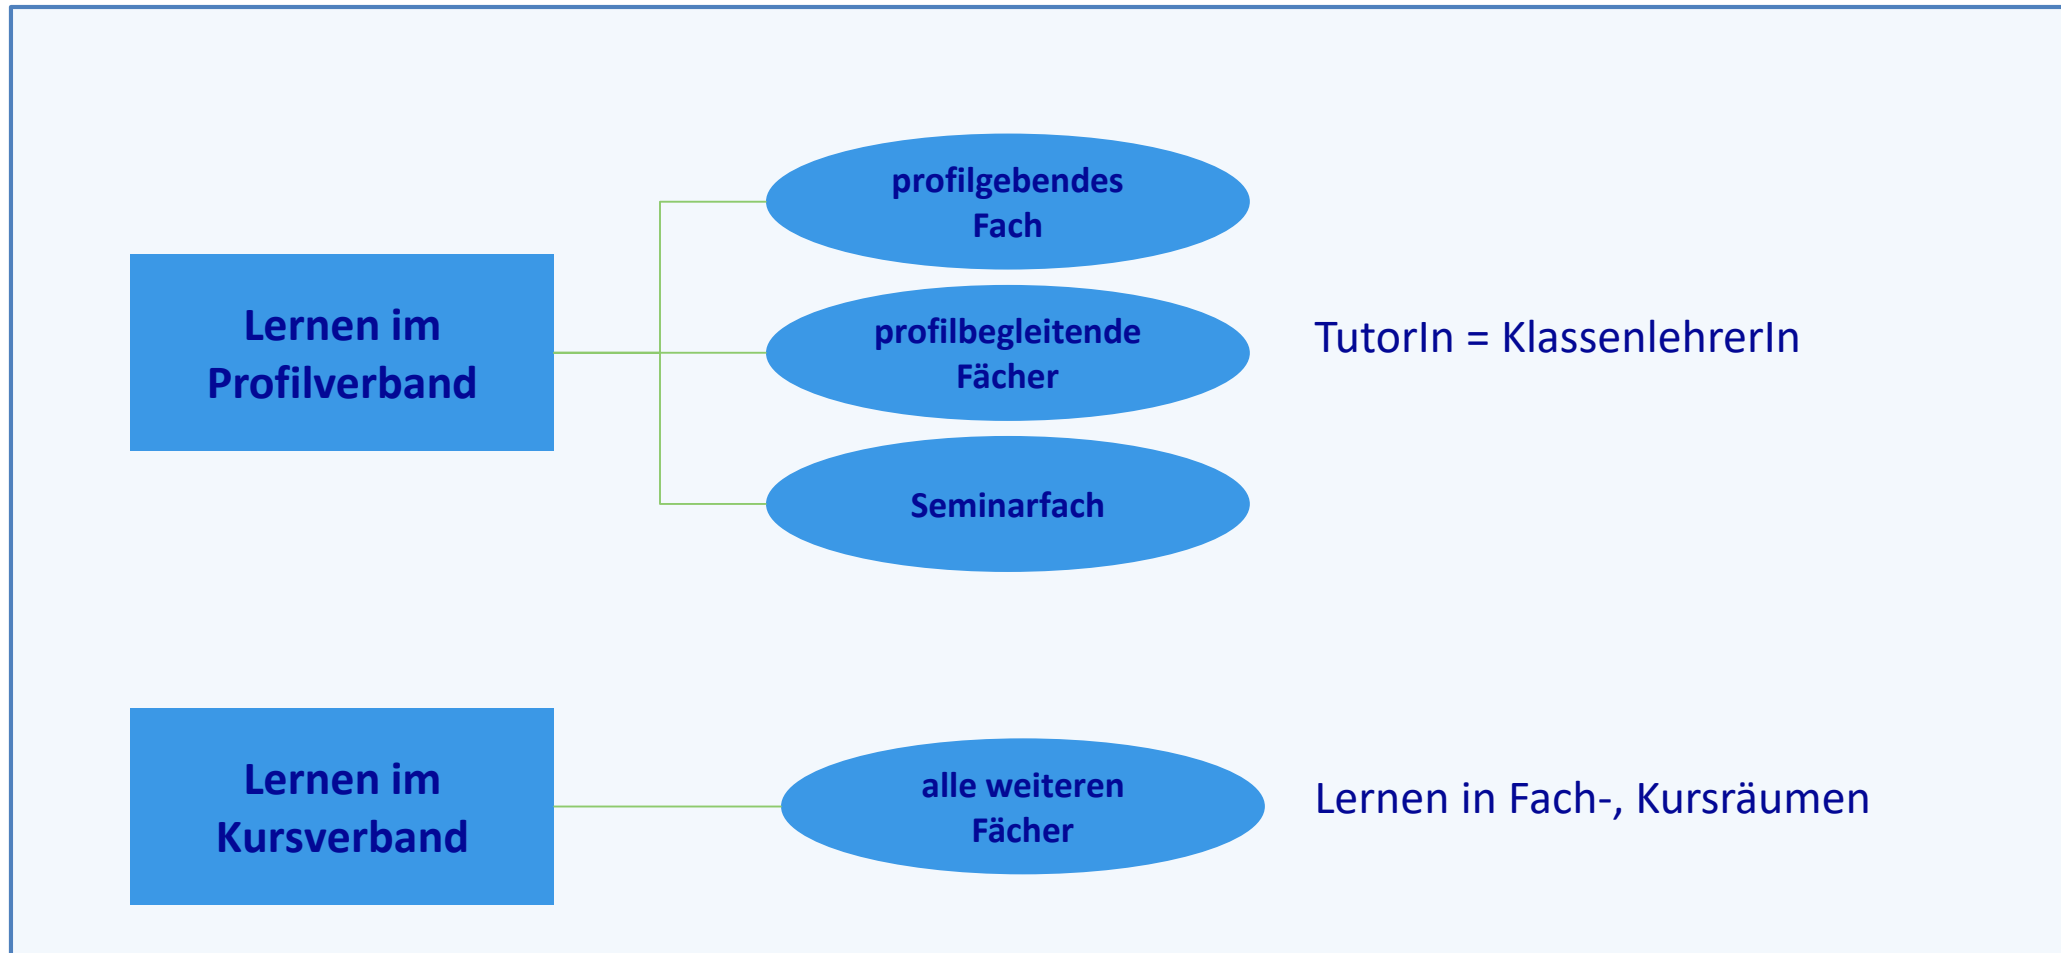 profilgebendes
Fach
Lernen im
Profilverband
profilbegleitende
Fächer
TutorIn = KlassenlehrerIn
Seminarfach
Lernen im
Kursverband
alle weiteren
Fächer
Lernen in Fach-, Kursräumen